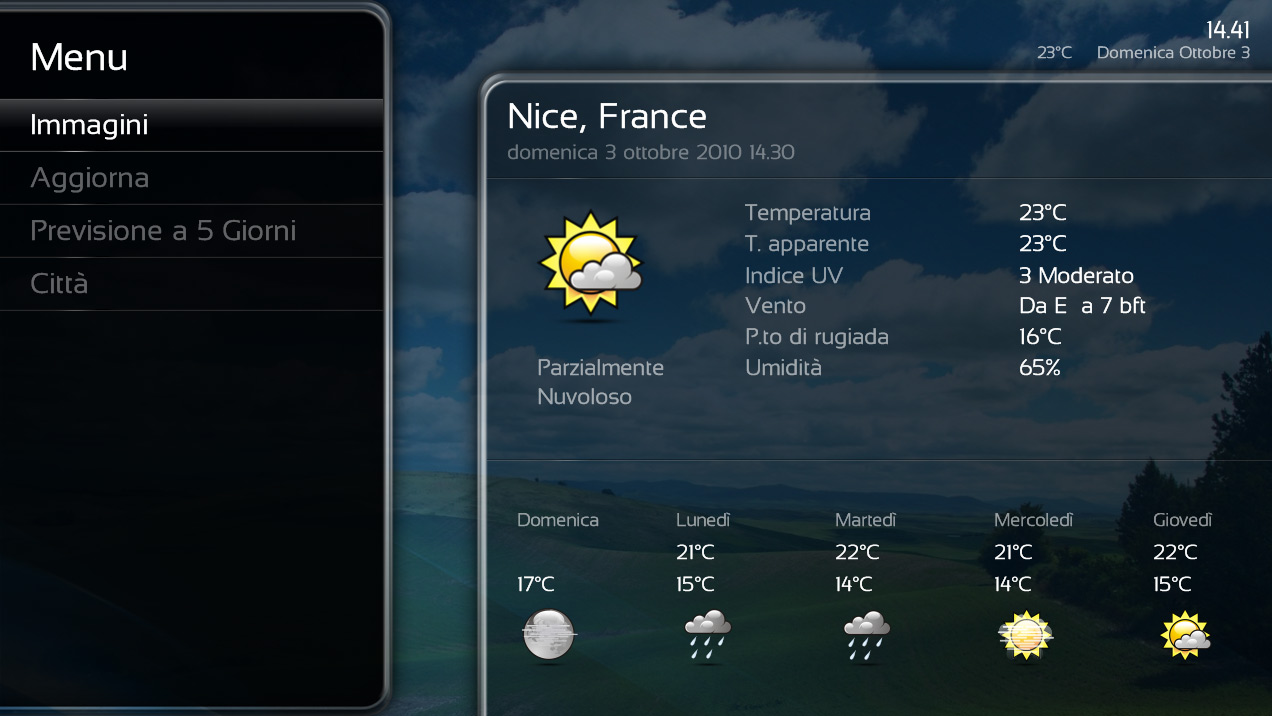 Menu
Immagini
Aggiorna
Previsione a 5 Giorni
Città
14.41
23°C Domenica Ottobre 3
Nice, France
domenica 3 ottobre 2010 14.30
Parzialmente
Nuvoloso
Temperatura 23°C
T. apparente 23°C
Indice UV 3 Moderato
Vento Da E a 7 bft
P.to di rugiada 16°C
Umidità 65%
Domenica Lunedì Martedì Mercoledì Giovedì
21°C 22°C 21°C 22°C
17°C 15°C 14°C 14°C 15°C